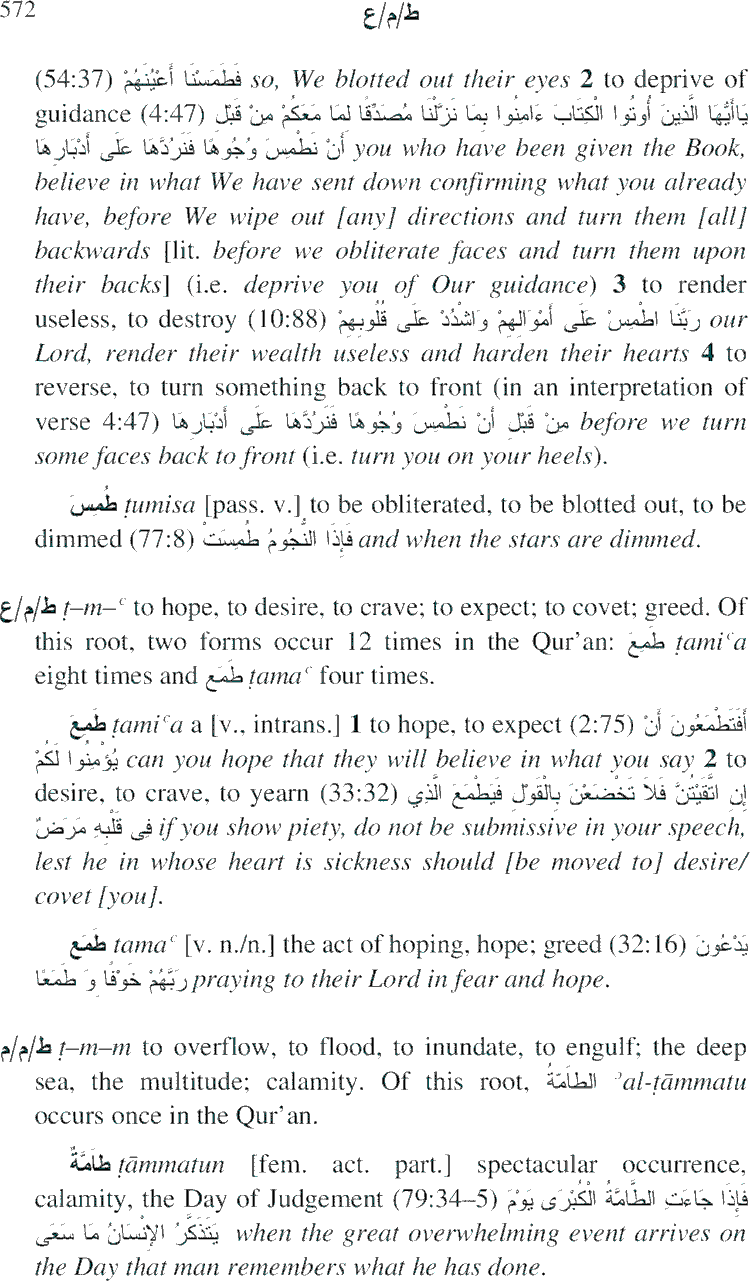 572 ط/م/ع
(54:37) فَطَمَسْنَا أَعْيُنَهُمْ so, We blotted out their eyes 2 to deprive of
guidance (4:47) يَاأَيُّهَا الَّذِينَ أُوتُوا الْكِتَابَ ءَامِنُوا بِمَا نَزَّلْنَا مُصَدِّقًا لِمَا مَعَكُمْ مِنْ قَبْلِ
أَنْ نَطْمِسَ وُجُوهًا فَنَرُدَّهَا عَلَى أَدْبَارِهَا you who have been given the Book,
believe in what We have sent down confirming what you already
have, before We wipe out [any] directions and turn them [all]
backwards [lit. before we obliterate faces and turn them upon
their backs] (i.e. deprive you of Our guidance) 3 to render
useless, to destroy (10:88) رَبَّنَا اطْمِسْ عَلَى أَمْوَالِهِمْ وَاشْدُدْ عَلَى قُلُوبِهِمْ our
Lord, render their wealth useless and harden their hearts 4 to
reverse, to turn something back to front (in an interpretation of
verse 4:47) مِنْ قَبْلِ أَنْ نَطْمِسَ وُجُوهًا فَنَرُدَّهَا عَلَى أَدْبَارِهَا before we turn
some faces back to front (i.e. turn you on your heels).
طُمِسَ ṭumisa [pass. v.] to be obliterated, to be blotted out, to be
dimmed (77:8) فَإِذَا النُّجُومُ طُمِسَتْ and when the stars are dimmed.
ط/م/ع ṭ–m–ʿ to hope, to desire, to crave; to expect; to covet; greed. Of
this root, two forms occur 12 times in the Qur'an: طَمِعَ ṭamiʿa
eight times and طَمَع ṭamaʿ four times.
طَمِعَ ṭamiʿa a [v., intrans.] 1 to hope, to expect (2:75) أَفَتَطْمَعُونَ أَنْ
يُؤْمِنُوا لَكُمْ can you hope that they will believe in what you say 2 to
desire, to crave, to yearn (33:32) إِنِ اتَّقَيْتُنَّ فَلَا تَخْضَعْنَ بِالْقَوْلِ فَيَطْمَعَ الَّذِي
فِي قَلْبِهِ مَرَضٌ if you show piety, do not be submissive in your speech,
lest he in whose heart is sickness should [be moved to] desire/
covet [you].
طَمَع tamaʿ [v. n./n.] the act of hoping, hope; greed (32:16) يَدْعُونَ
رَبَّهُمْ خَوْفًا وَ طَمَعًا praying to their Lord in fear and hope.
ط/م/م ṭ–m–m to overflow, to flood, to inundate, to engulf; the deep
sea, the multitude; calamity. Of this root, الطَّامَّةُ ʾal-ṭāmmatu
occurs once in the Qur'an.
طَامَّةٌ ṭāmmatun [fem. act. part.] spectacular occurrence,
calamity, the Day of Judgement (79:34–5) فَإِذَا جَاءَتِ الطَّامَّةُ الْكُبْرَى يَوْمَ
يَتَذَكَّرُ الإِنْسَانُ مَا سَعَى when the great overwhelming event arrives on
the Day that man remembers what he has done.